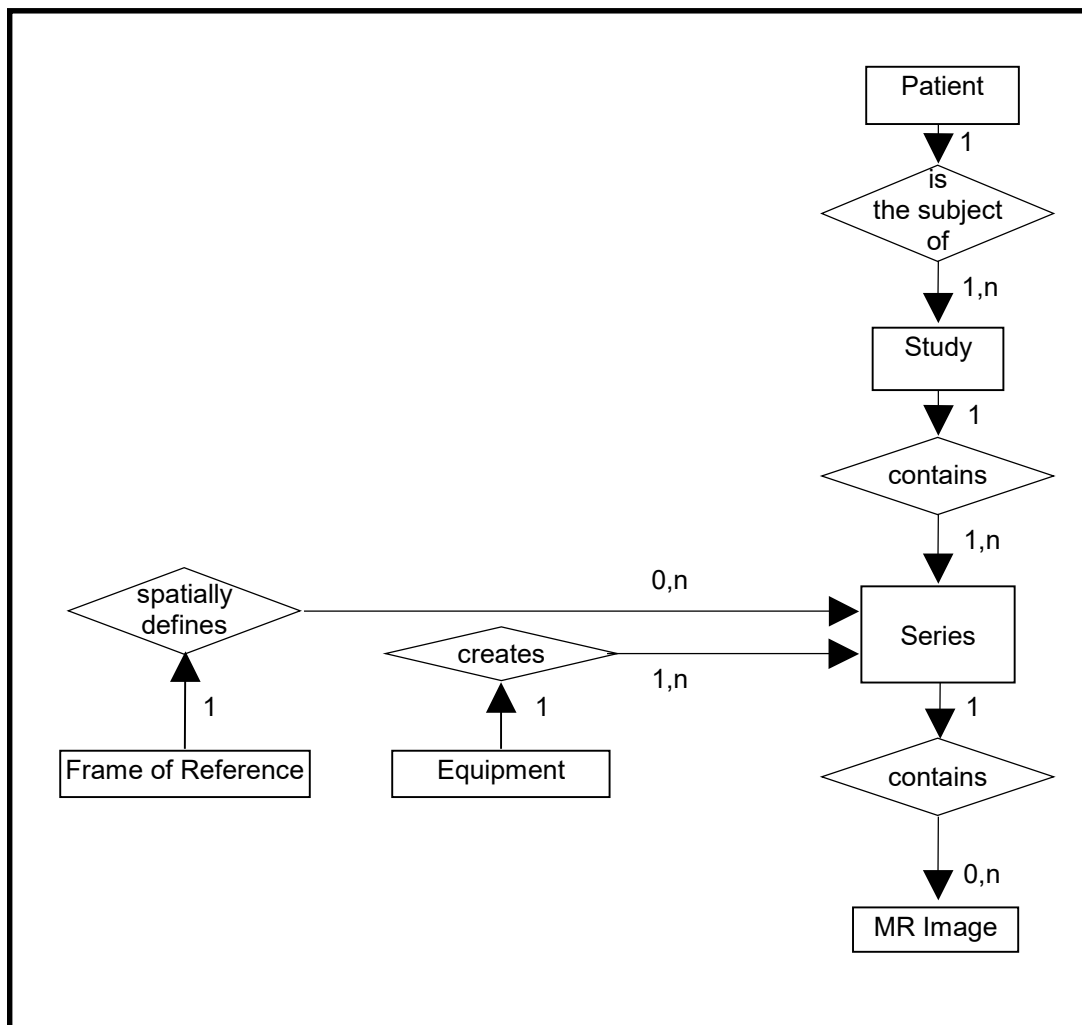 Patient
1
is
the subject
of
1,n
Study
1
contains
1,n
spatially
defines
0,n
creates
1,n
Series
1
1
1
Frame of Reference
Equipment
contains
0,n
MR Image